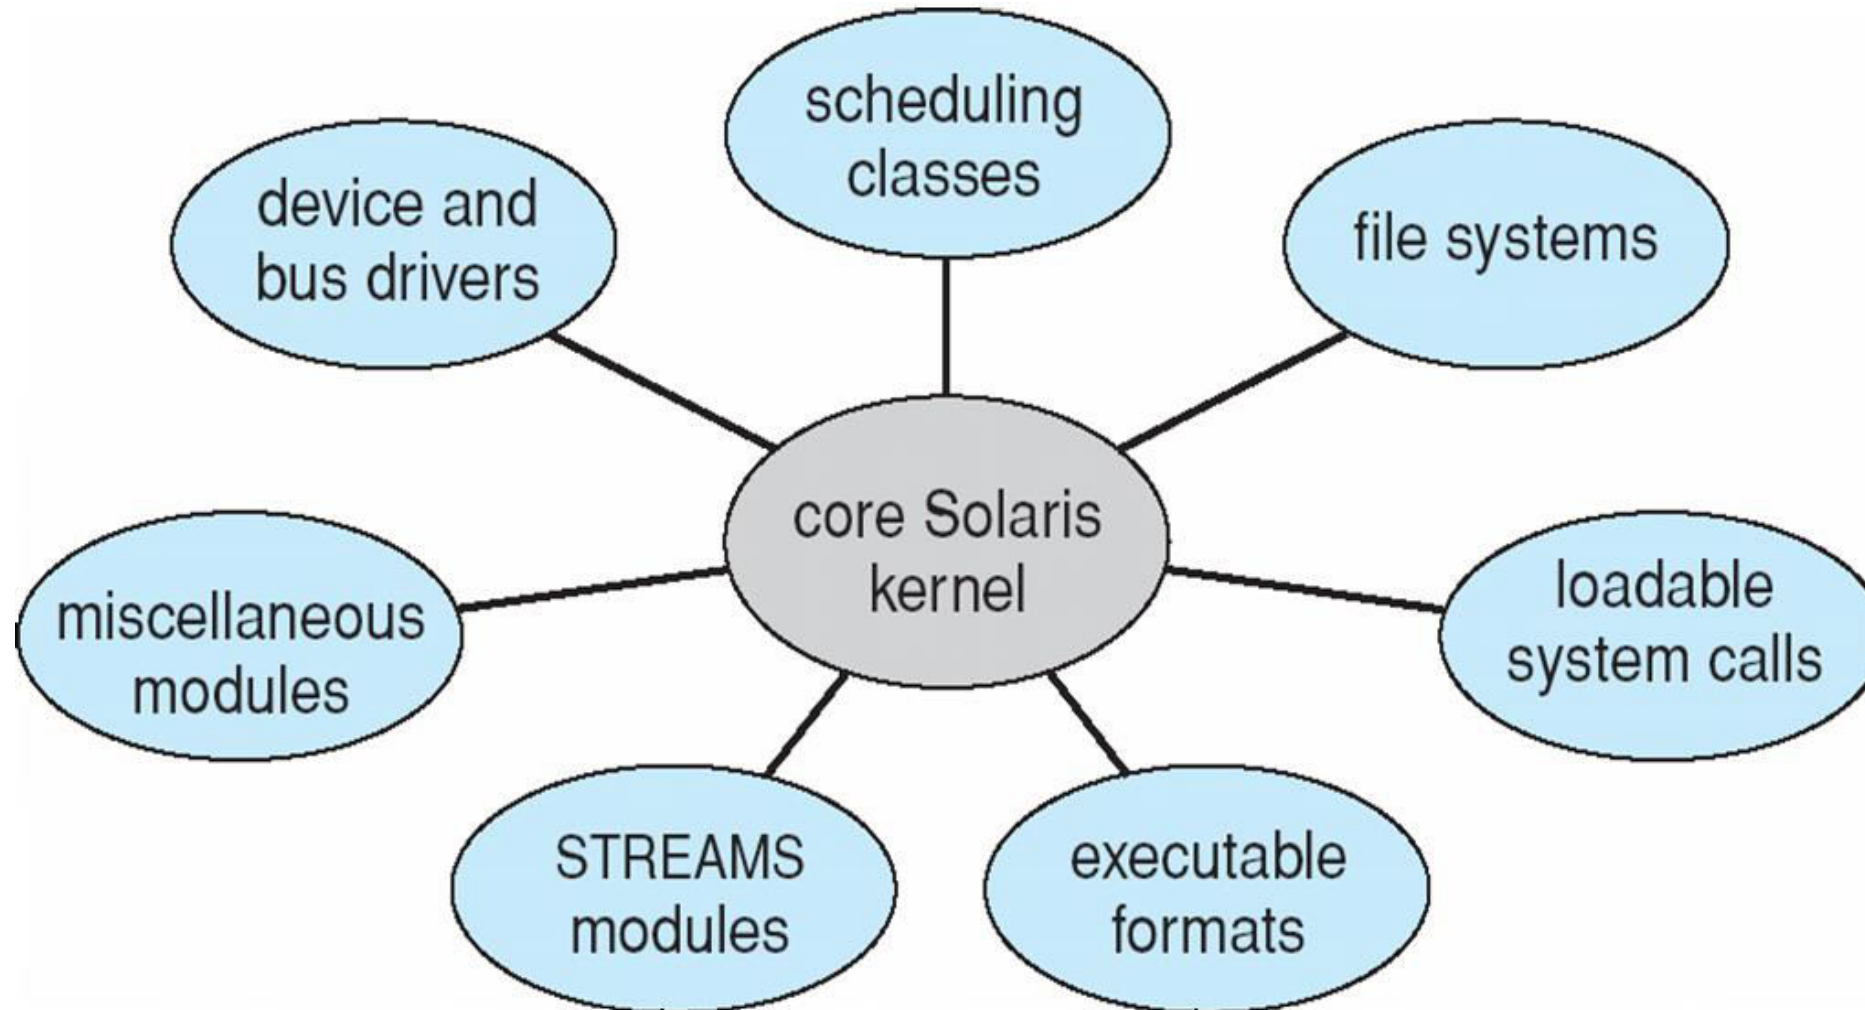 scheduling
classes
device and
bus drivers
file systems
core Solaris
kernel
loadable
system calls
miscellaneous
modules
STREAMS
modules
executable
formats